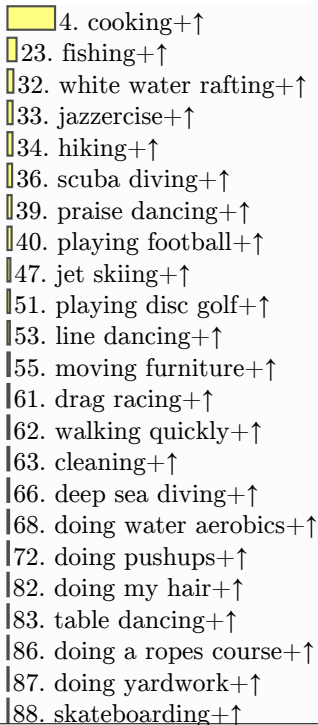 4. cooking+↑
23. fishing+↑
32. white water rafting+↑
33. jazzercise+↑
34. hiking+↑
36. scuba diving+↑
39. praise dancing+↑
40. playing football+↑
47. jet skiing+↑
51. playing disc golf+↑
53. line dancing+↑
55. moving furniture+↑
61. drag racing+↑
62. walking quickly+↑
63. cleaning+↑
66. deep sea diving+↑
68. doing water aerobics+↑
72. doing pushups+↑
82. doing my hair+↑
83. table dancing+↑
86. doing a ropes course+↑
87. doing yardwork+↑
88. skateboarding+↑